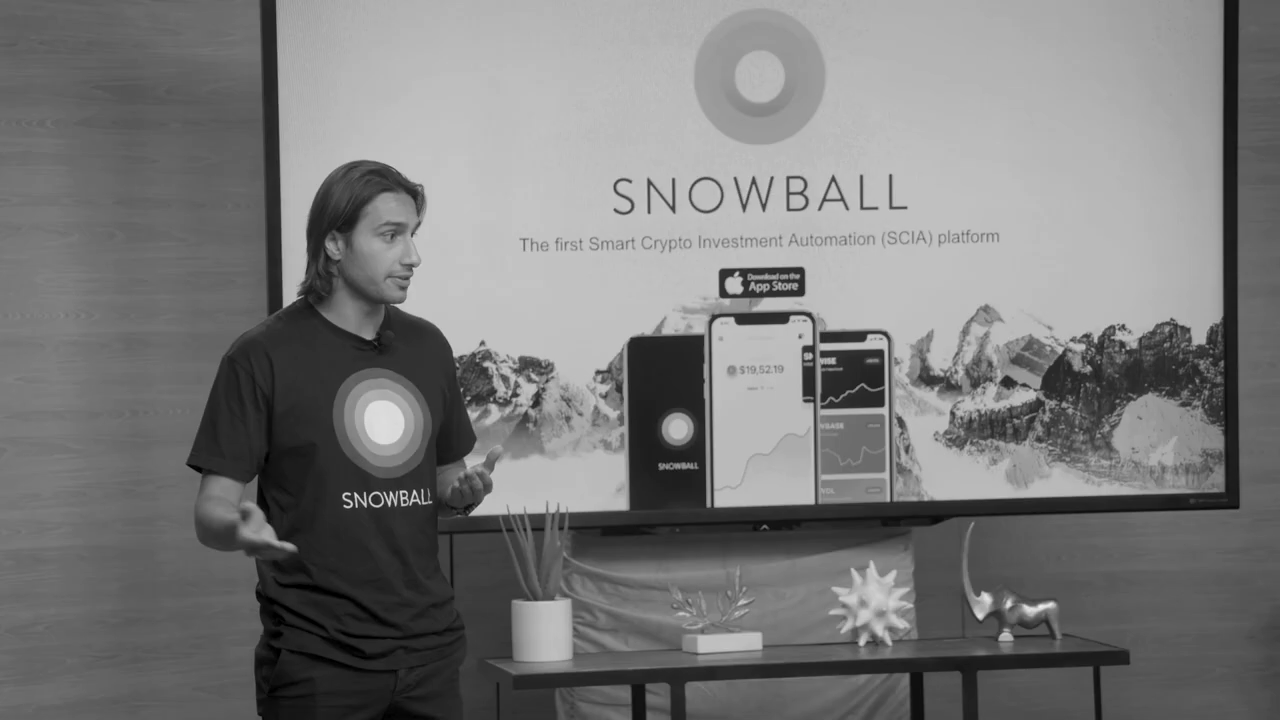 SNOWBALL
The first Smart Crypto Investment Automation (SCIA) platform
Download on the
App Store
$19,52.19
SNOWBALL
SNOWBALL